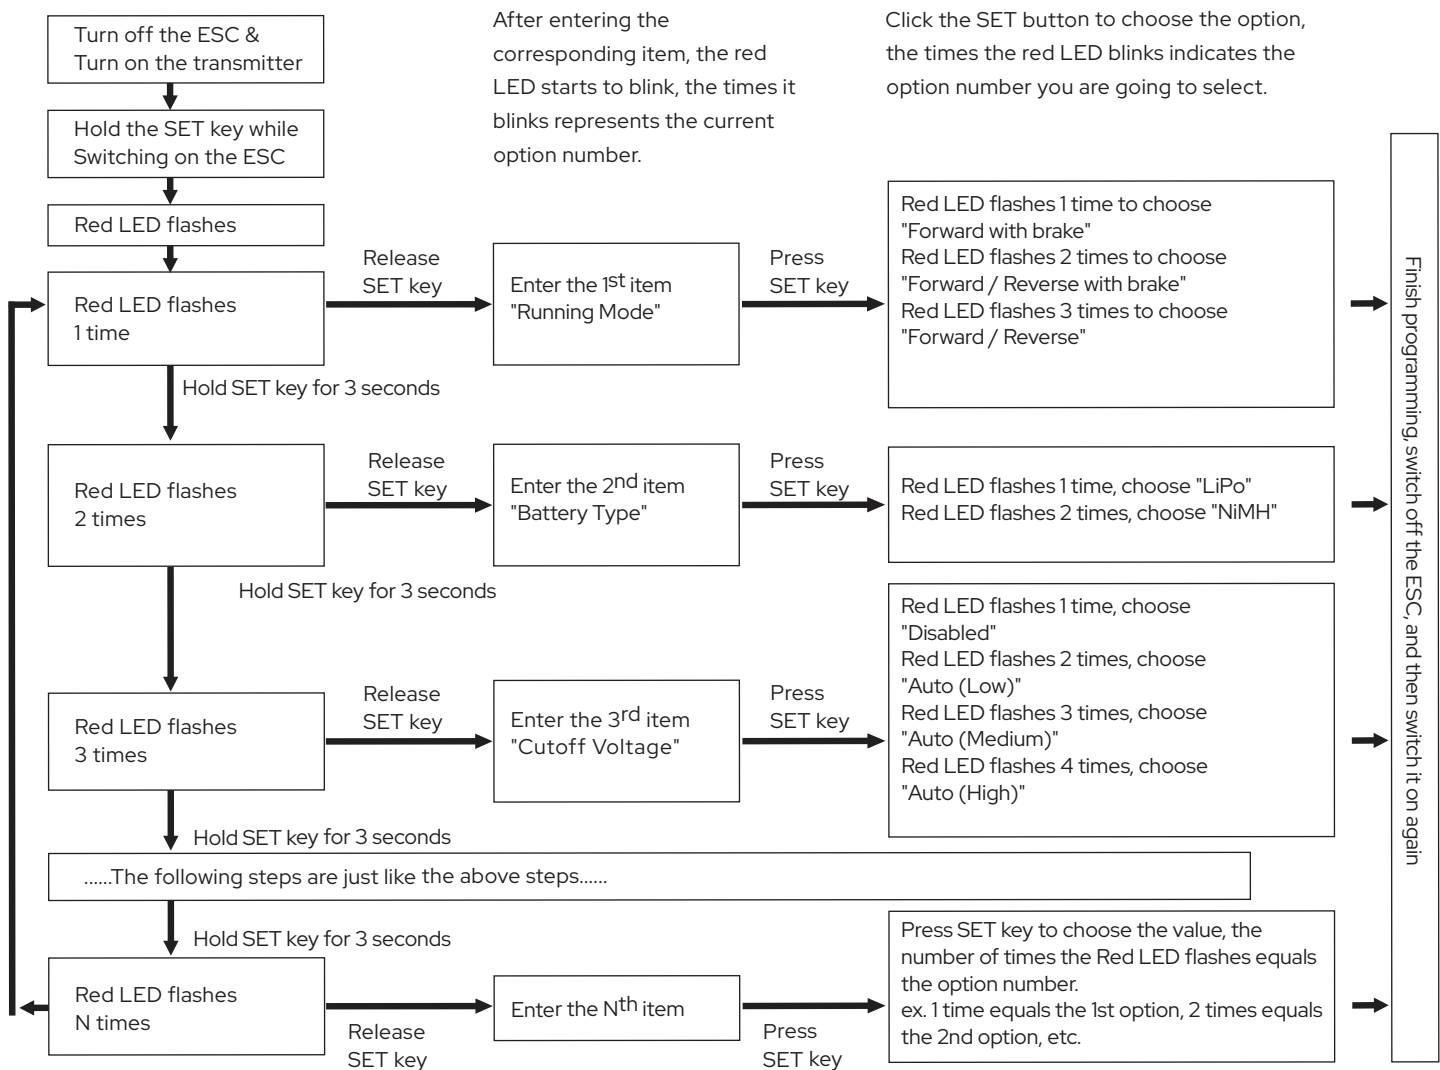 Turn off the ESC &
Turn on the transmitter
After entering the
corresponding item, the red
LED starts to blink, the times it
blinks represents the current
option number.
Click the SET button to choose the option,
the times the red LED blinks indicates the
option number you are going to select.
Hold the SET key while
Switching on the ESC
Red LED flashes
Red LED flashes
1 time
Release
SET key
Enter the 1st item
"Running Mode"
Press
SET key
Red LED flashes 1 time to choose
"Forward with brake"
Red LED flashes 2 times to choose
"Forward / Reverse with brake"
Red LED flashes 3 times to choose
"Forward / Reverse"
Hold SET key for 3 seconds
Red LED flashes
2 times
Release
SET key
Enter the 2nd item
"Battery Type"
Press
SET key
Red LED flashes 1 time, choose "LiPo"
Red LED flashes 2 times, choose "NiMH"
Hold SET key for 3 seconds
Red LED flashes
3 times
Release
SET key
Enter the 3rd item
"Cutoff Voltage"
Press
SET key
Red LED flashes 1 time, choose
"Disabled"
Red LED flashes 2 times, choose
"Auto (Low)"
Red LED flashes 3 times, choose
"Auto (Medium)"
Red LED flashes 4 times, choose
"Auto (High)"
Hold SET key for 3 seconds
......The following steps are just like the above steps......
Hold SET key for 3 seconds
Red LED flashes
N times
Release
SET key
Enter the Nth item
Press
SET key
Press SET key to choose the value, the
number of times the Red LED flashes equals
the option number.
ex. 1 time equals the 1st option, 2 times equals
the 2nd option, etc.
Finish programming, switch off the ESC, and then switch it on again